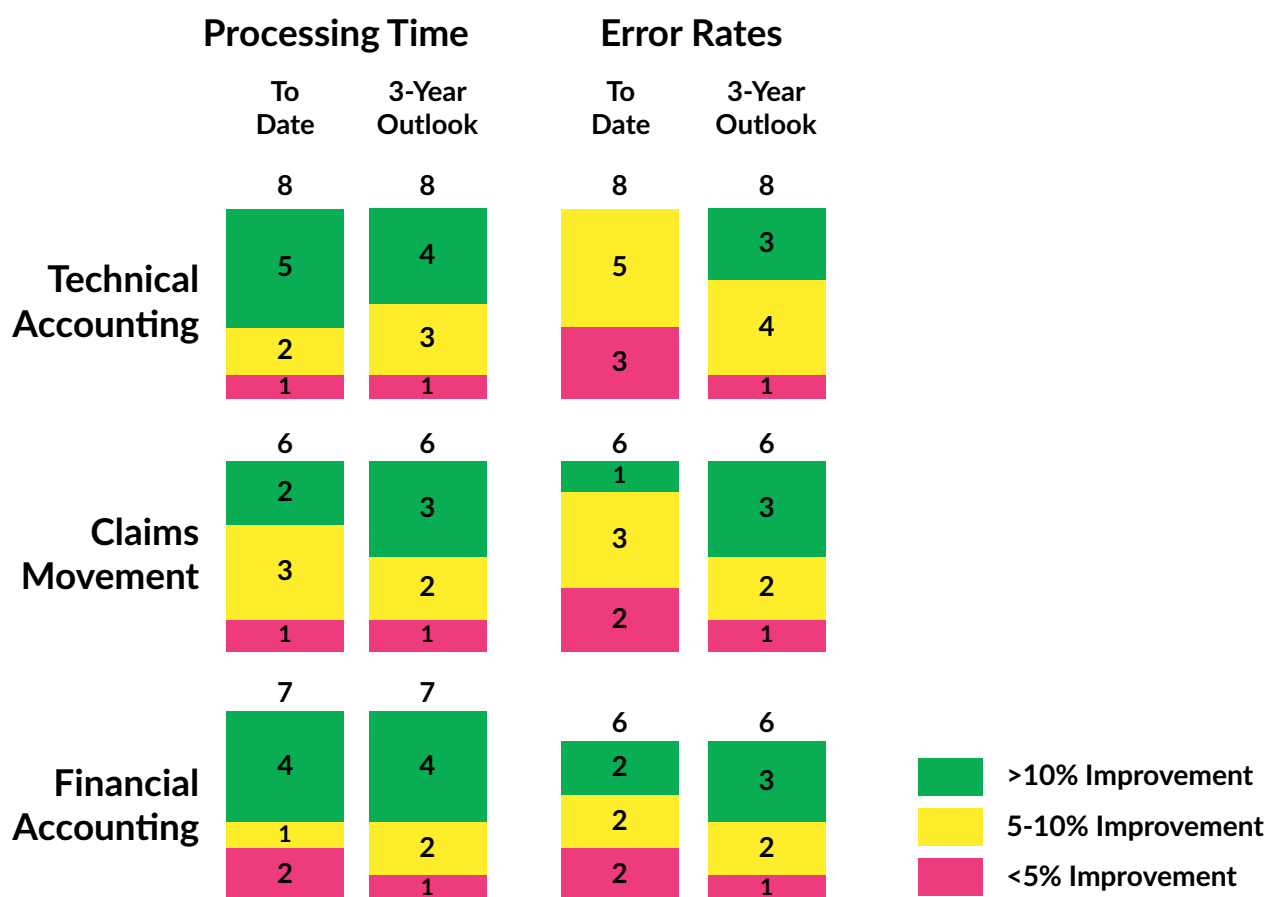 Processing Time
Error Rates
To
Date
3-Year
Outlook
To
Date
3-Year
Outlook
Technical
Accounting
8
5
2
1
8
4
3
1
8
5
3
8
3
4
1
Claims
Movement
6
2
3
1
6
3
2
1
6
1
3
2
6
3
2
1
Financial
Accounting
7
4
1
2
7
4
2
1
6
2
2
2
6
3
2
1
>10% Improvement
5-10% Improvement
<5% Improvement